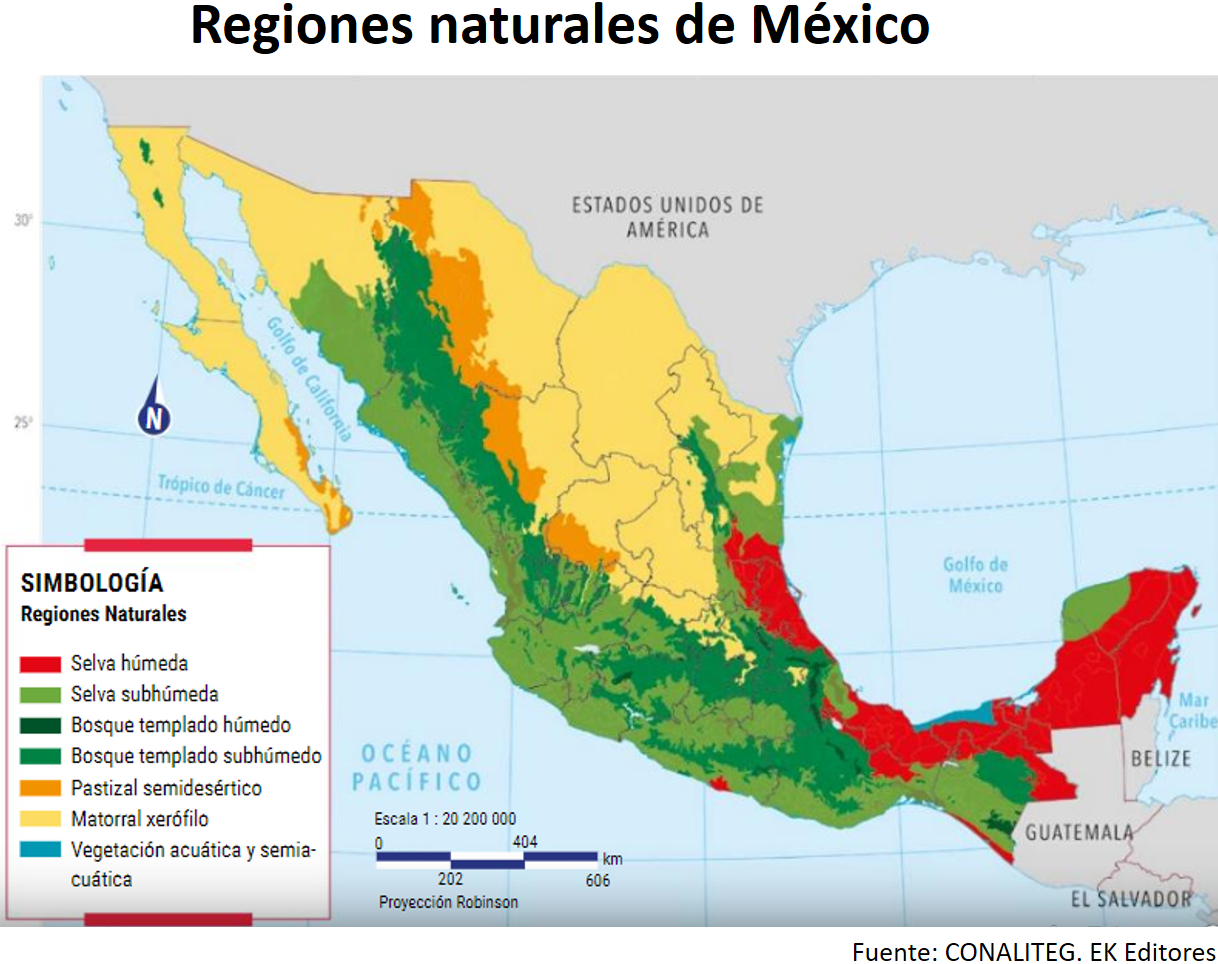 Regiones naturales de México
ESTADOS UNIDOS DE
AMÉRICA
30°
Golfo de California
25°
N
Trópico de Cáncer
Golfo de
México
SIMBOLOGÍA
Regiones Naturales
Selva húmeda
Selva subhúmeda
Bosque templado húmedo
Bosque templado subhúmedo
Pastizal semidesértico
Matorral xerófilo
Vegetación acuática y semia-
cuática
Mar
Caribe
OCÉANO
PACÍFICO
BELIZE
Escala 1 : 20 200 000
0 404
km
202 606
Proyección Robinson
GUATEMALA
EL SALVADOR
Fuente: CONALITEG. EK Editores